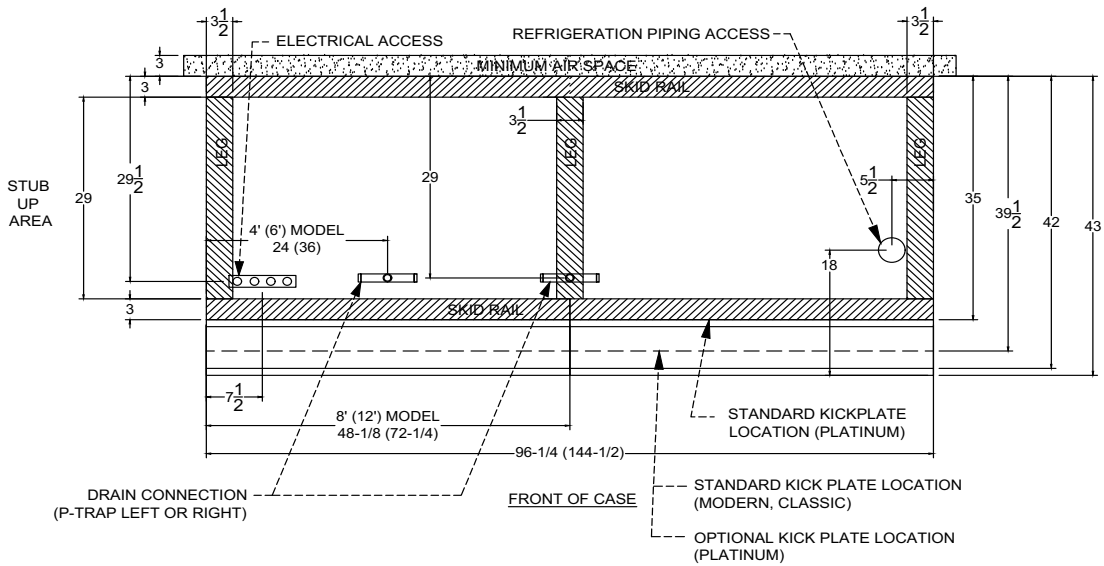 3 1/2
3 1/2
ELECTRICAL ACCESS
REFRIGERATION PIPING ACCESS
3
MINIMUM AIR SPACE
3
SKID RAIL
LEG
3 1/2
LEG
LEG
5 1/2
STUB
UP
AREA
29
29 1/2
29
35
39 1/2
42
43
4' (6') MODEL
24 (36)
18
3
SKID RAIL
7 1/2
8' (12') MODEL
48-1/8 (72-1/4)
STANDARD KICKPLATE
LOCATION (PLATINUM)
96-1/4 (144-1/2)
DRAIN CONNECTION
(P-TRAP LEFT OR RIGHT)
FRONT OF CASE
STANDARD KICK PLATE LOCATION
(MODERN, CLASSIC)
OPTIONAL KICK PLATE LOCATION
(PLATINUM)